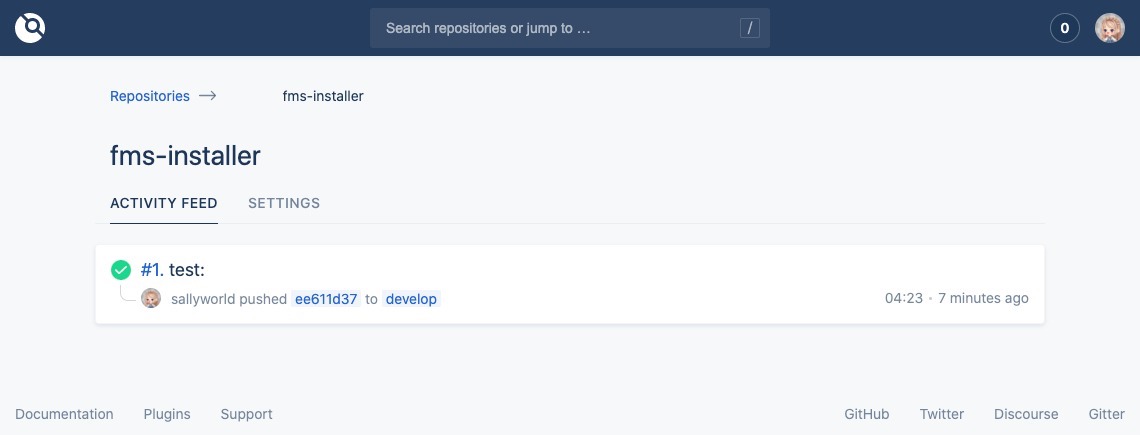 Search repositories or jump to …
/
0
Repositories → fms-installer
fms-installer
ACTIVITY FEED SETTINGS
#1. test:
sallyworld pushed ee611d37 to develop
04:23 · 7 minutes ago
Documentation Plugins Support GitHub Twitter Discourse Gitter